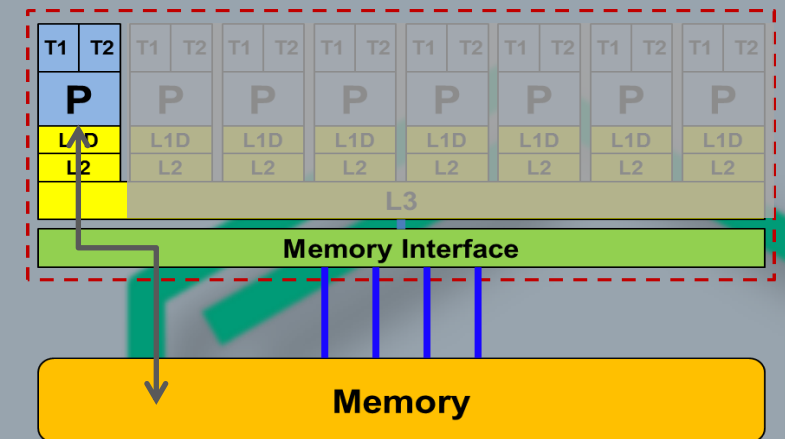 T1 T2 T1 T2 T1 T2 T1 T2 T1 T2 T1 T2 T1 T2 T1 T2
P P P P P P P P
L1D L1D L1D L1D L1D L1D L1D L1D
L2 L2 L2 L2 L2 L2 L2 L2
L3
Memory Interface
Memory